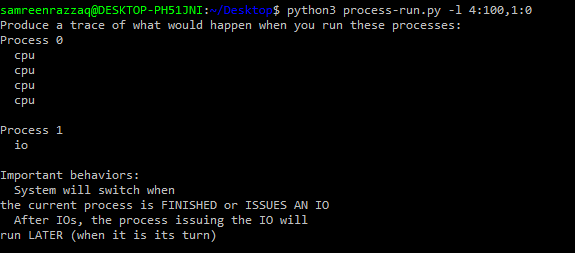 samreenrazzaq@DESKTOP-PH51JNI:~/Desktop$ python3 process-run.py -l 4:100,1:0
Produce a trace of what would happen when you run these processes:
Process 0
  cpu
  cpu
  cpu
  cpu

Process 1
  io

Important behaviors:
  System will switch when
the current process is FINISHED or ISSUES AN IO
  After IOs, the process issuing the IO will
run LATER (when it is its turn)